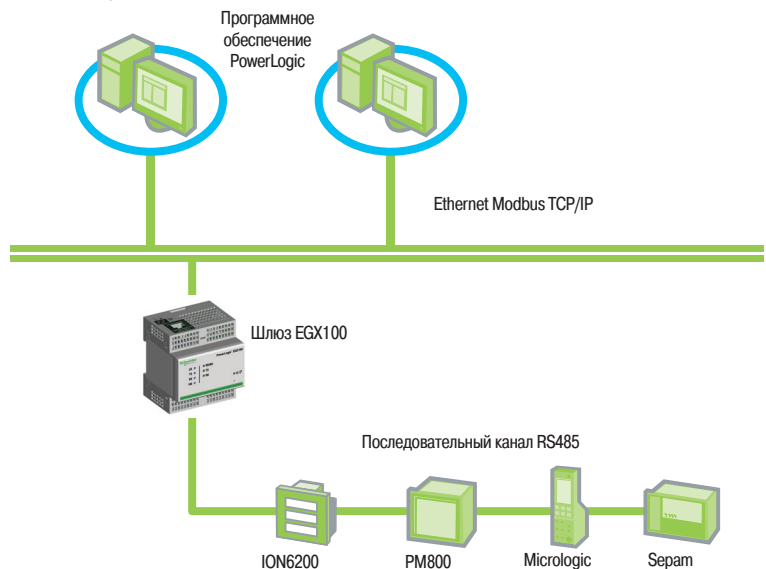 Программное
обеспечение
PowerLogic
Ethernet Modbus TCP/IP
Шлюз EGX100
Последовательный канал RS485
ION6200
PM800
Micrologic
Sepam